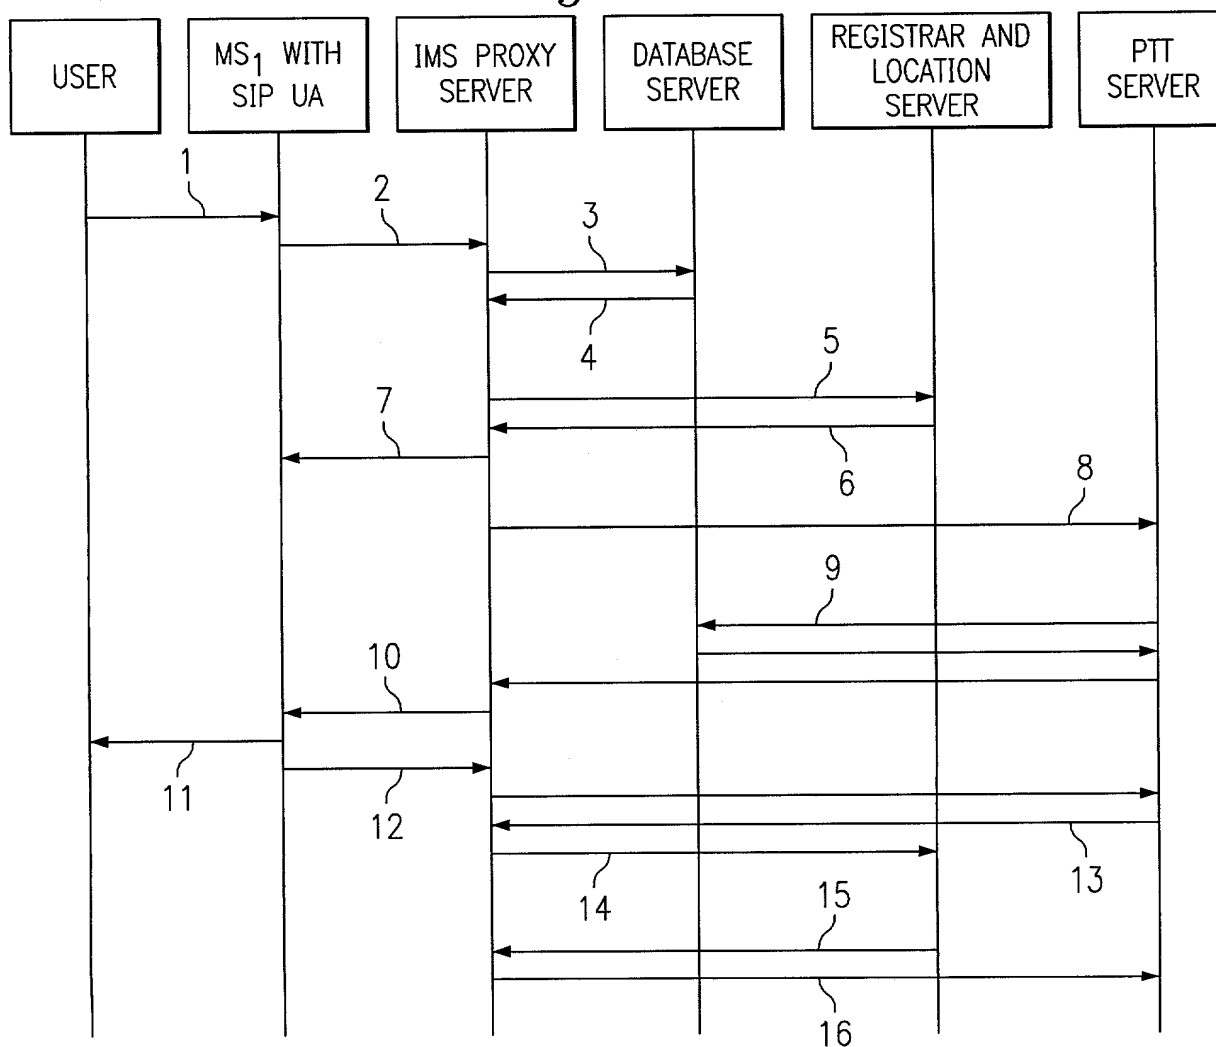 USER
MS1 WITH
SIP UA
IMS PROXY
SERVER
DATABASE
SERVER
REGISTRAR AND
LOCATION
SERVER
PTT
SERVER
1
2
3
4
5
7
6
8
9
10
11
12
13
14
15
16